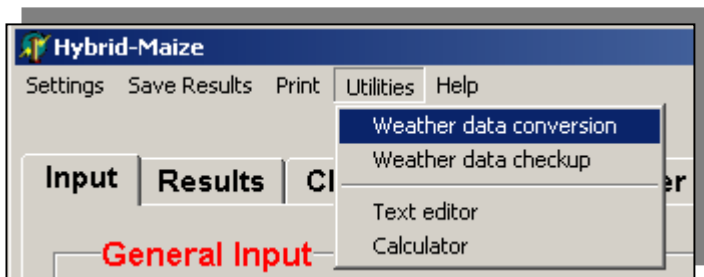 Hybrid-Maize
Settings Save Results Print Utilities Help
Weather data conversion
Weather data checkup
Text editor
Calculator
Input Results
General Input